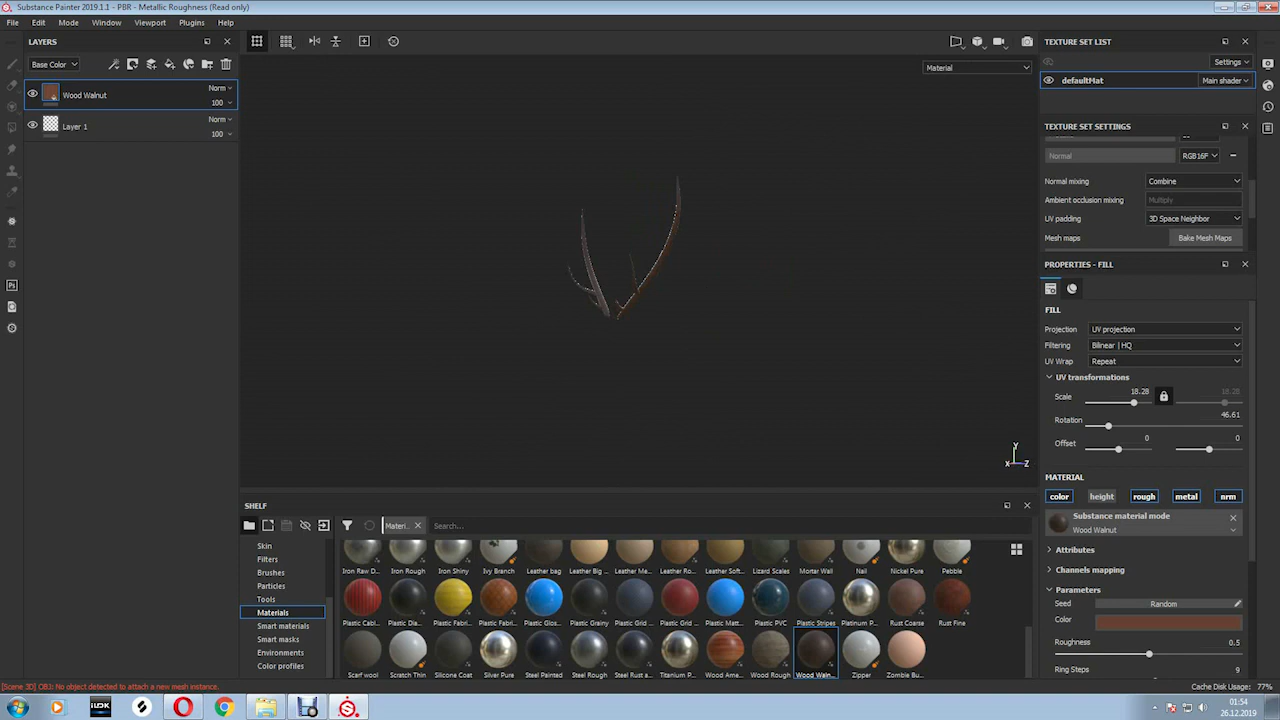 Substance Painter 2019.1.1 - PBR - Metallic Roughness (Read only)
File Edit Mode Window Viewport Plugins Help
LAYERS
Base Color
Wood Walnut
Norm
100
Layer 1
Norm
100
Material
Y
X Z
SHELF
Materi...
Search...
Skin
Filters
Brushes
Particles
Tools
Materials
Smart materials
Smart masks
Environments
Color profiles
Iron Raw D... Iron Rough Iron Shiny Ivy Branch Leather bag Leather Big ... Leather Me... Leather Ro... Leather Soft... Lizard Scales Mortar Wall Nail Nickel Pure Pebble
Plastic Cabl... Plastic Dia... Plastic Fabri... Plastic Fabri... Plastic Glos... Plastic Grainy Plastic Grid ... Plastic Grid ... Plastic Matt... Plastic PVC Plastic Stripes Platinum P... Rust Coarse Rust Fine
Scarf wool Scratch Thin Silicone Coat Silver Pure Steel Painted Steel Rough Steel Rust a... Titanium P... Wood Ame... Wood Rough Wood Waln... Zipper Zombie Bu...
TEXTURE SET LIST
Settings
defaultMat
Main shader
TEXTURE SET SETTINGS
Normal
RGB16F
Normal mixing
Combine
Ambient occlusion mixing
Multiply
UV padding
3D Space Neighbor
Mesh maps
Bake Mesh Maps
PROPERTIES - FILL
FILL
Projection
UV projection
Filtering
Bilinear | HQ
UV Wrap
Repeat
UV transformations
Scale
18.28
18.28
Rotation
46.61
Offset
0
0
MATERIAL
color height rough metal nrm
Substance material mode
Wood Walnut
Attributes
Channels mapping
Parameters
Seed
Random
Color
Roughness
0.5
Ring Steps
9
[Scene 3D] OBJ: No object detected to attach a new mesh instance.
Cache Disk Usage: 77%
Ps
iLOK
01:54
26.12.2019